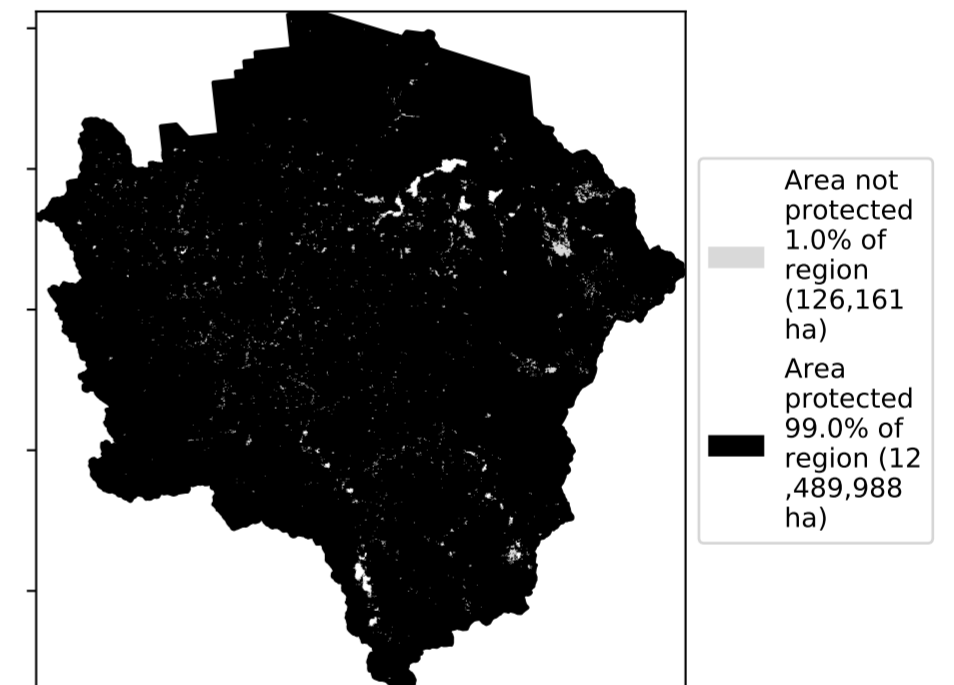 Area not
protected
1.0% of
region
(126,161
ha)
Area
protected
99.0% of
region (12
,489,988
ha)